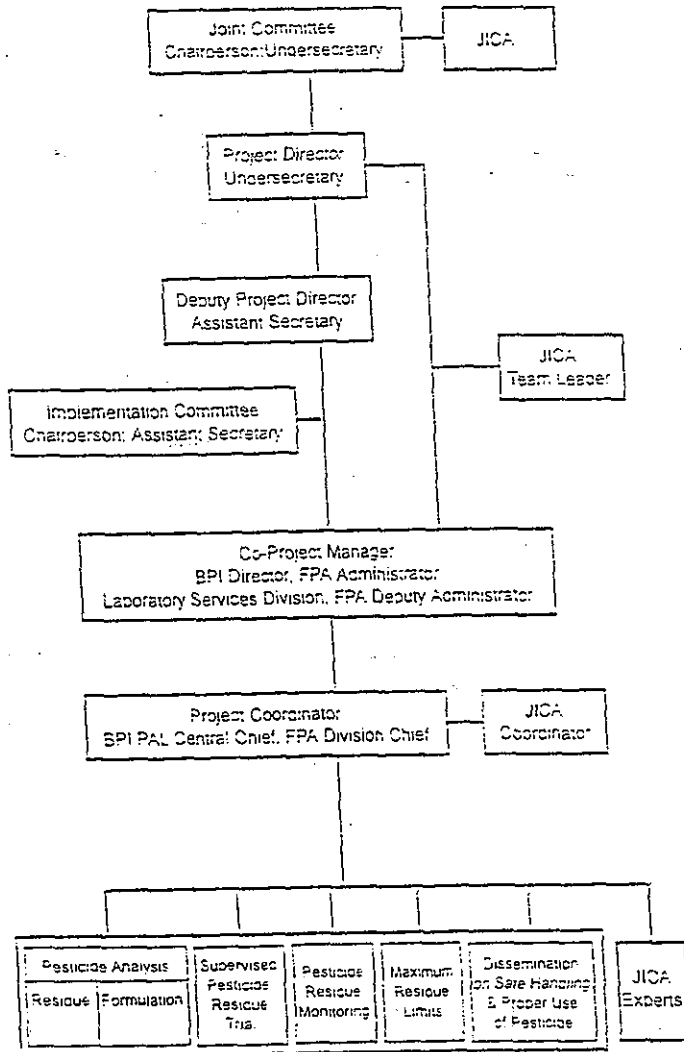 Joint Committee
Chairperson:Undersecretary
JICA
Project Director
Undersecretary
Deputy Project Director
Assistant Secretary
JICA
Team Leader
Implementation Committee
Chairperson: Assistant Secretary
Co-Project Manager
BPI Director, FPA Administrator
Laboratory Services Division, FPA Deputy Administrator
Project Coordinator
BPI PAL Central Chief, FPA Division Chief
JICA
Coordinator
Pesticide Analysis
Residue
Formulation
Supervised
Pesticide
Residue
Trial
Pesticide
Residue
Monitoring
Maximum
Residue
Limits
Dissemination
on Safe Handling
& Proper Use
of Pesticide
JICA
Experts